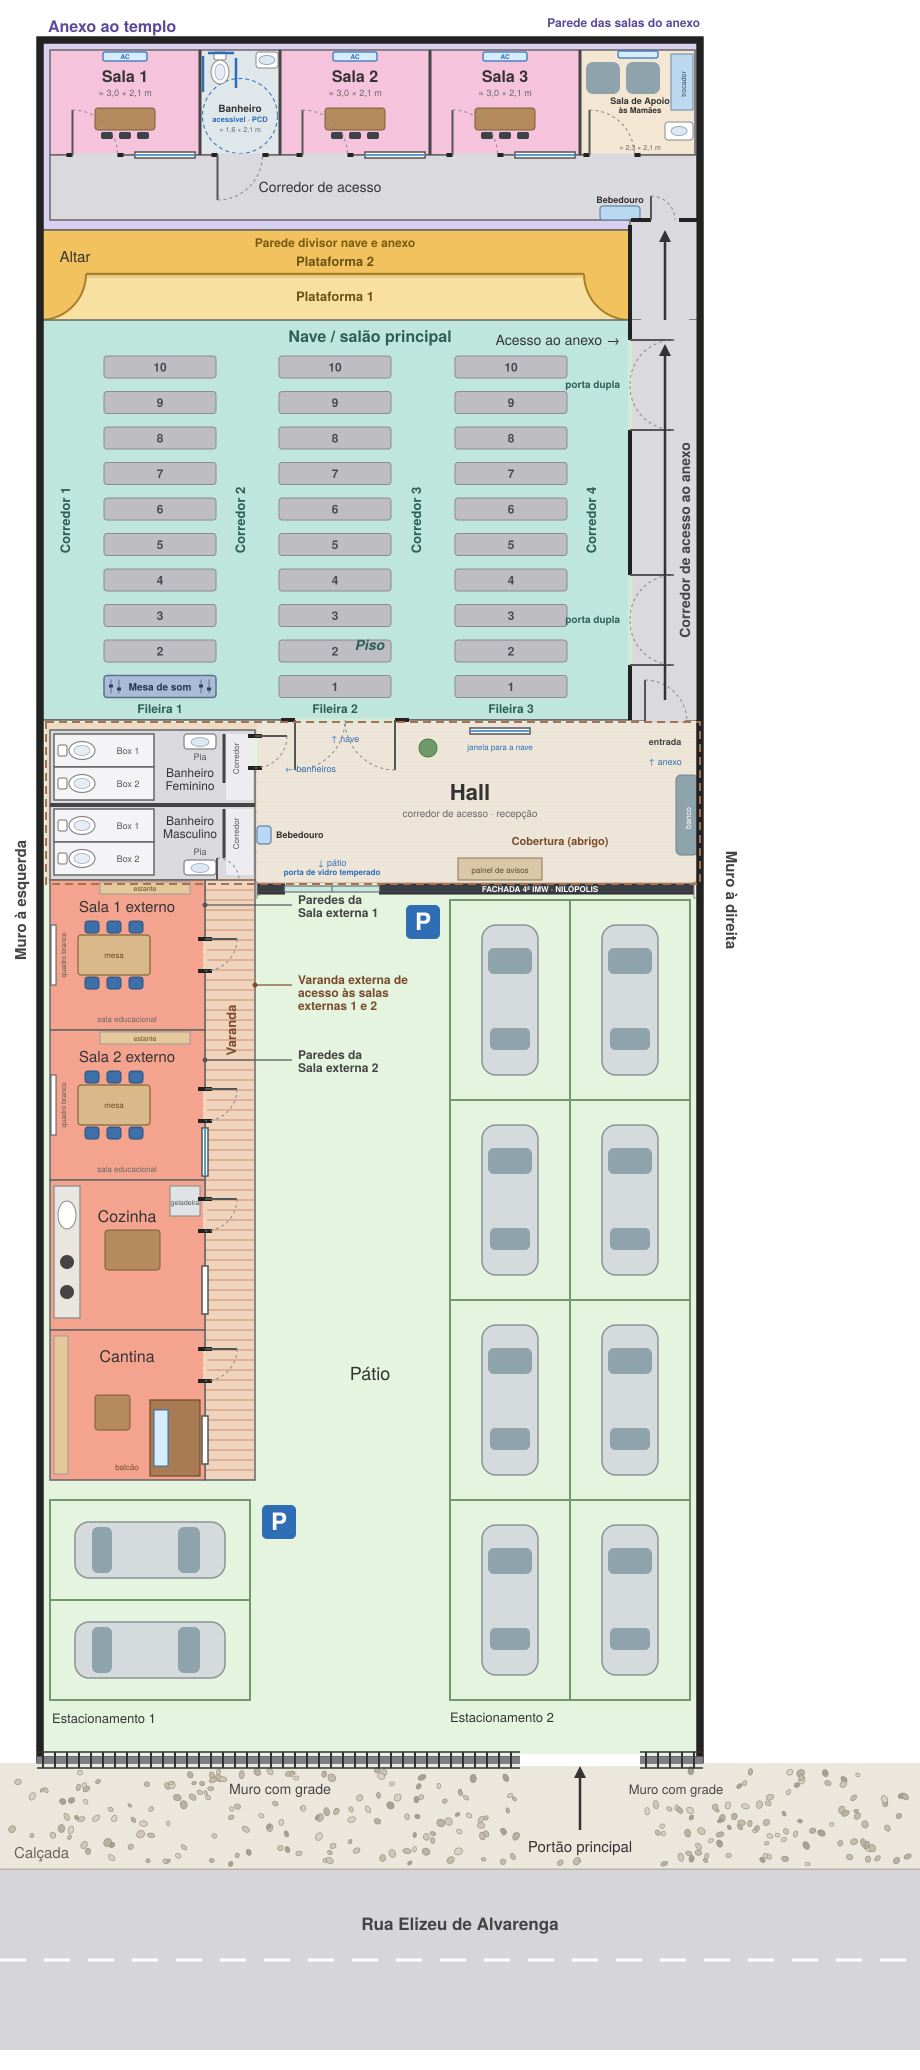 Anexo ao templo
Parede das salas do anexo
AC
AC
AC
Sala 1
≈ 3,0 × 2,1 m
Banheiro
acessível · PCD
≈ 1,6 × 2,1 m
Sala 2
≈ 3,0 × 2,1 m
Sala 3
≈ 3,0 × 2,1 m
Sala de Apoio
às Mamães
trocador
≈ 2,3 × 2,1 m
Corredor de acesso
Bebedouro
Parede divisor nave e anexo
Altar
Plataforma 2
Plataforma 1
Nave / salão principal
Acesso ao anexo →
10
10
10
porta dupla
9
9
9
8
8
8
7
7
7
6
6
6
5
5
5
4
4
4
3
3
3
porta dupla
2
2
2
Piso
Mesa de som
1
1
Corredor 1
Corredor 2
Corredor 3
Corredor 4
Corredor de acesso ao anexo
Fileira 1
Fileira 2
Fileira 3
Box 1
Pia
Banheiro
Feminino
Box 2
Corredor
Box 1
Banheiro
Masculino
Pia
Box 2
Corredor
↑ nave
← banheiros
janela para a nave
entrada
↑ anexo
Hall
corredor de acesso · recepção
banco
Bebedouro
Cobertura (abrigo)
↓ pátio
porta de vidro temperado
painel de avisos
FACHADA 4ª IMW · NILÓPOLIS
Muro à esquerda
Muro à direita
estante
Sala 1 externo
quadro branco
mesa
sala educacional
Paredes da
Sala externa 1
P
Varanda externa de
acesso às salas
externas 1 e 2
Varanda
estante
Sala 2 externo
quadro branco
mesa
sala educacional
Paredes da
Sala externa 2
geladeira
Cozinha
Cantina
balcão
Pátio
P
Estacionamento 1
Estacionamento 2
Muro com grade
Muro com grade
Portão principal
Calçada
Rua Elizeu de Alvarenga